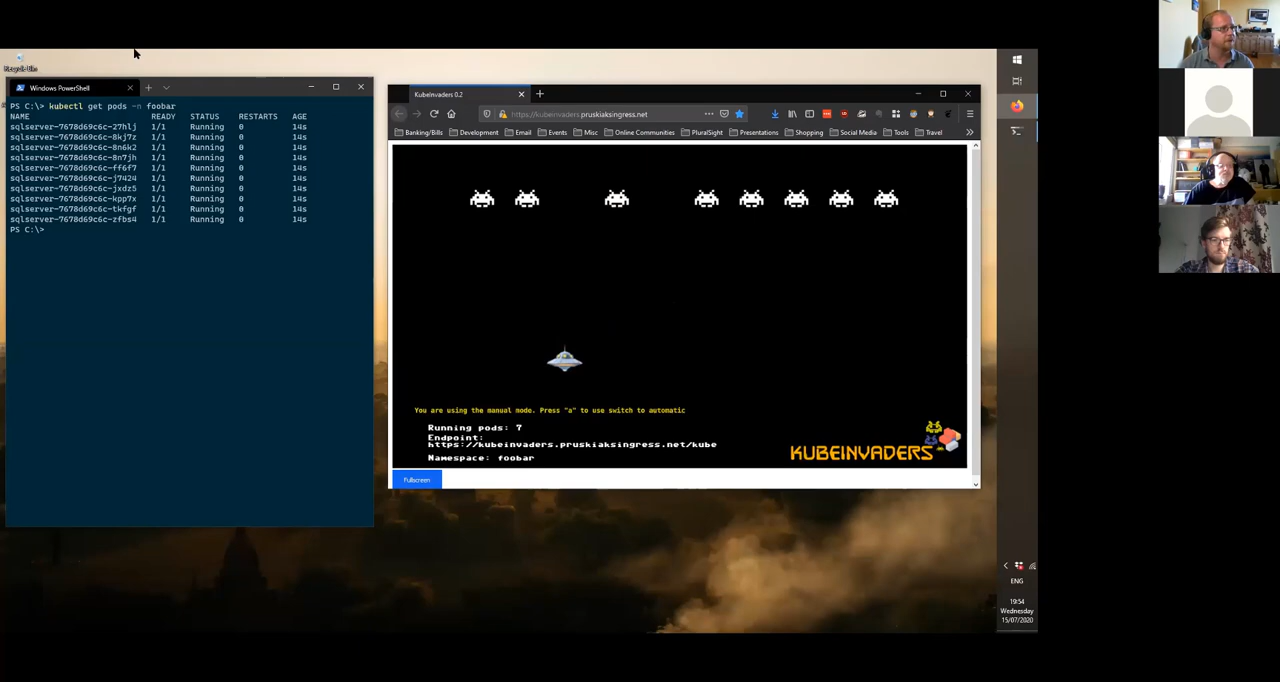 Recycle Bin
Windows PowerShell
PS C:\> kubectl get pods -n foobar
NAME READY STATUS RESTARTS AGE
sqlserver-7678d69c6c-27hlj 1/1 Running 0 14s
sqlserver-7678d69c6c-8kj7z 1/1 Running 0 14s
sqlserver-7678d69c6c-8n6k2 1/1 Running 0 14s
sqlserver-7678d69c6c-8n7jh 1/1 Running 0 14s
sqlserver-7678d69c6c-ff6f7 1/1 Running 0 14s
sqlserver-7678d69c6c-j7424 1/1 Running 0 14s
sqlserver-7678d69c6c-jxdz5 1/1 Running 0 14s
sqlserver-7678d69c6c-kpp7x 1/1 Running 0 14s
sqlserver-7678d69c6c-tkfgf 1/1 Running 0 14s
sqlserver-7678d69c6c-zfbs4 1/1 Running 0 14s
PS C:\>
KubeInvaders 0.2
https://kubeinvaders.pruskiaksingress.net
Banking/Bills Development Email Events Misc Online Communities PluralSight Presentations Shopping Social Media Tools Travel
You are using the manual mode. Press "a" to use switch to automatic
Running pods: 7
Endpoint:
https://kubeinvaders.pruskiaksingress.net/kube
Namespace: foobar
KUBEINVADERS
Fullscreen
ENG
19:54
Wednesday
15/07/2020